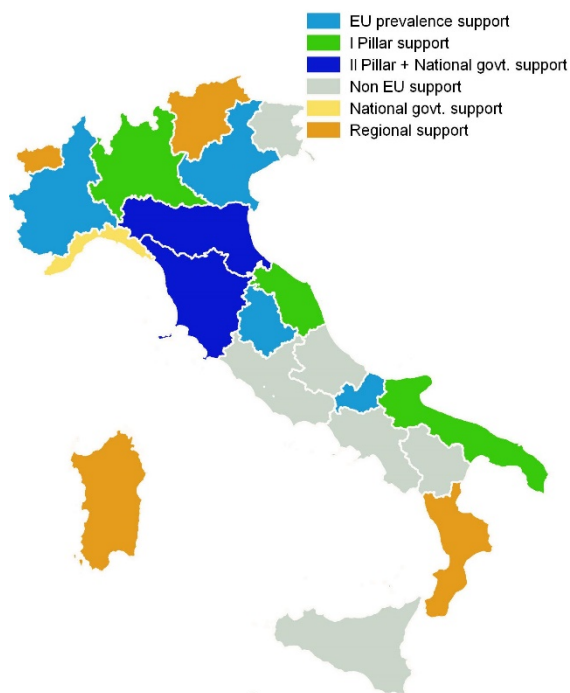 EU prevalence support
I Pillar support
II Pillar + National govt. support
Non EU support
National govt. support
Regional support